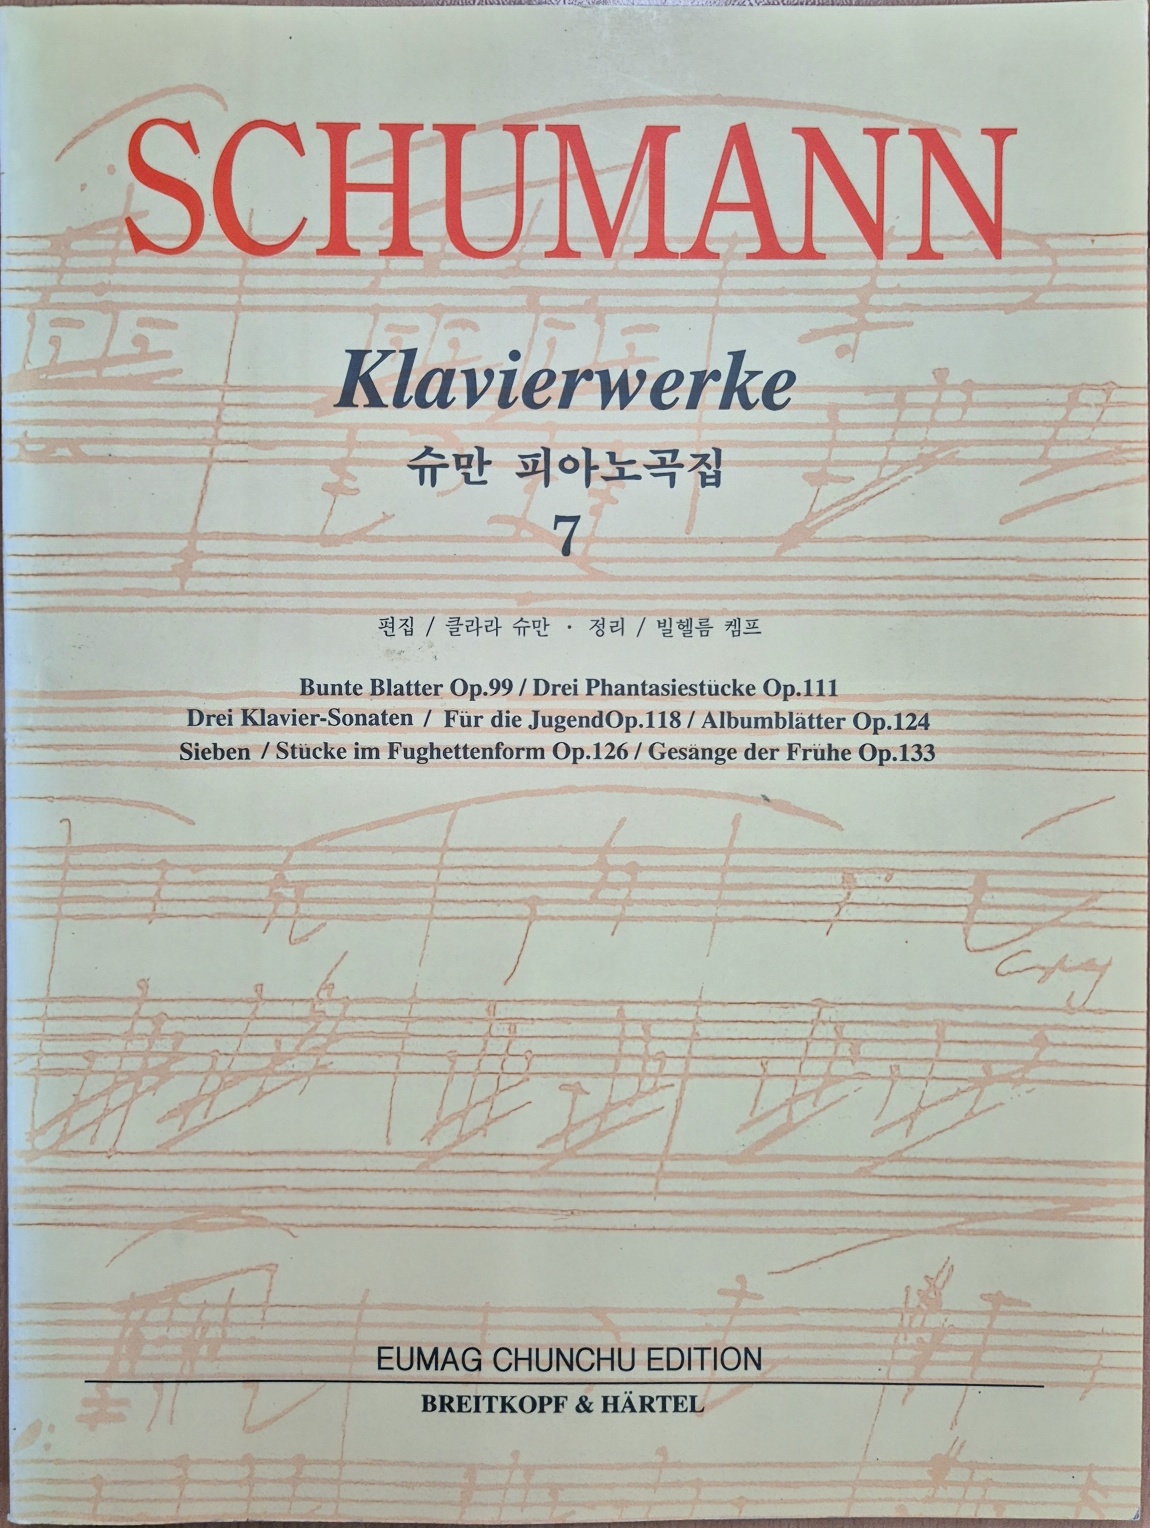 SCHUMANN
Klavierwerke
슈만 피아노곡집
7
편집 / 클라라 슈만 · 정리 / 빌헬름 켐프
Bunte Blatter Op.99 / Drei Phantasiestücke Op.111
Drei Klavier-Sonaten / Für die JugendOp.118 / Albumblätter Op.124
Sieben / Stücke im Fughettenform Op.126 / Gesänge der Frühe Op.133
EUMAG CHUNCHU EDITION
BREITKOPF & HÄRTEL